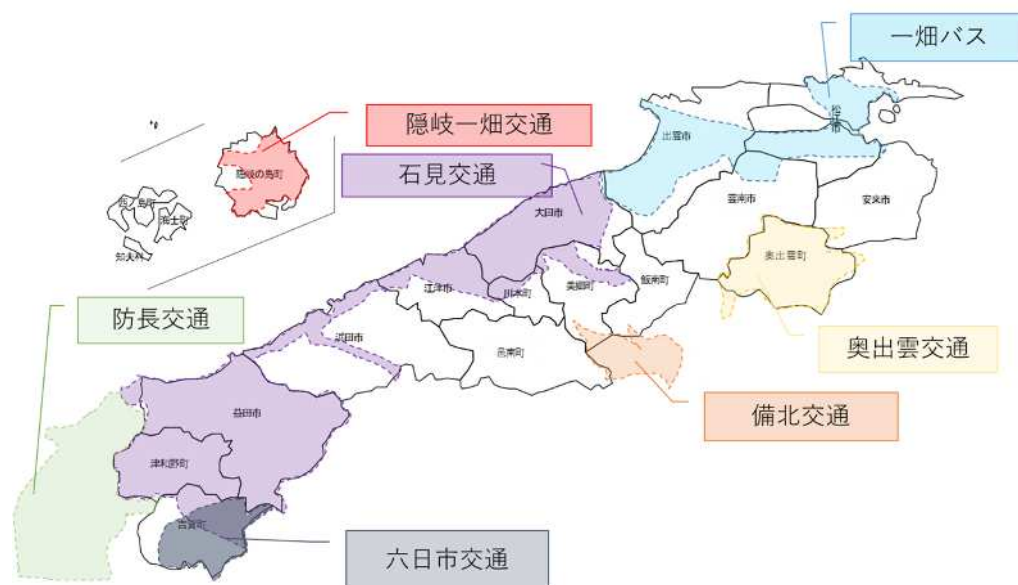 一畑バス
隠岐一畑交通
石見交通
防長交通
奥出雲交通
備北交通
六日市交通
松江市
出雲市
隠岐の島町
西ノ島町
海士町
知夫村
大田市
雲南市
安来市
奥出雲町
江津市
川本町
美郷町
飯南町
浜田市
邑南町
益田市
津和野町
吉賀町